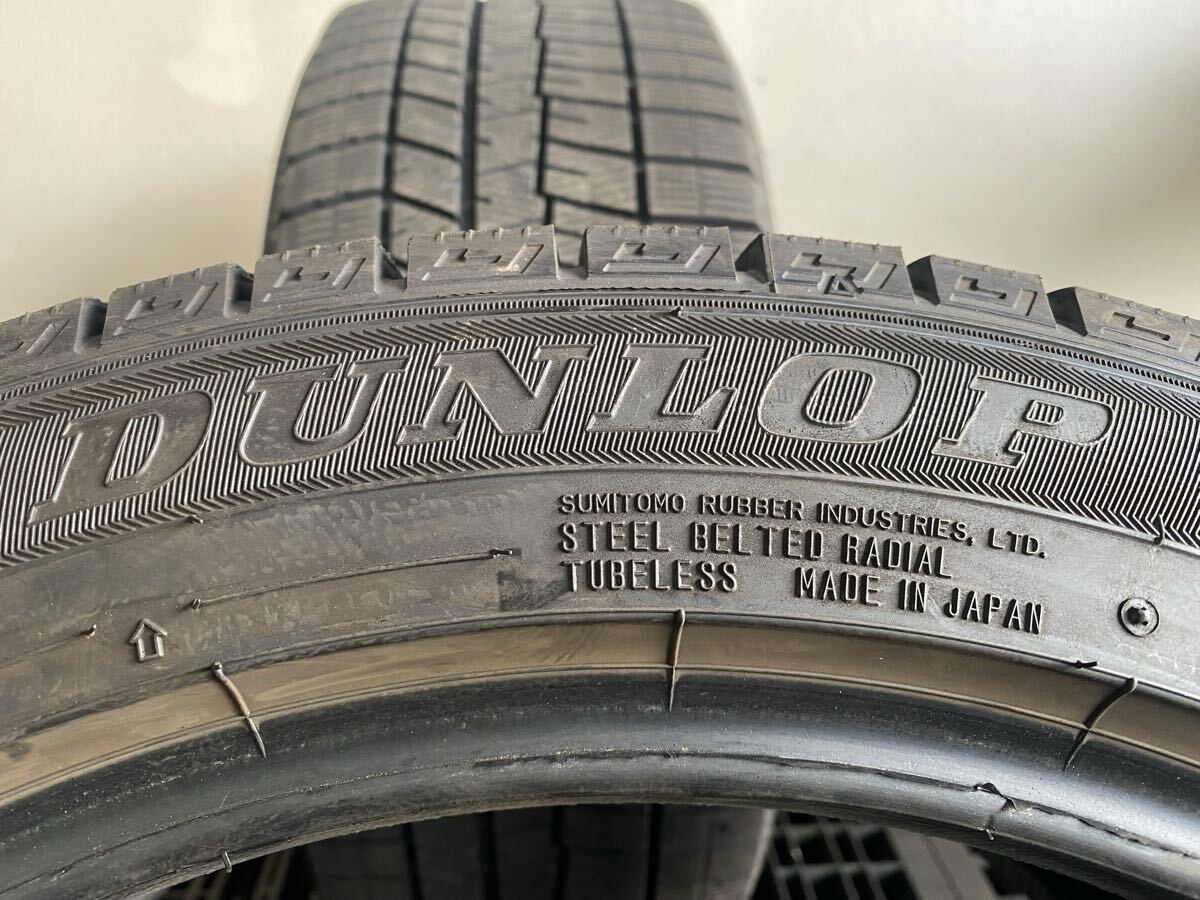 DUNLOP
SUMITOMO RUBBER INDUSTRIES, LTD.
STEEL BELTED RADIAL
TUBELESS MADE IN JAPAN